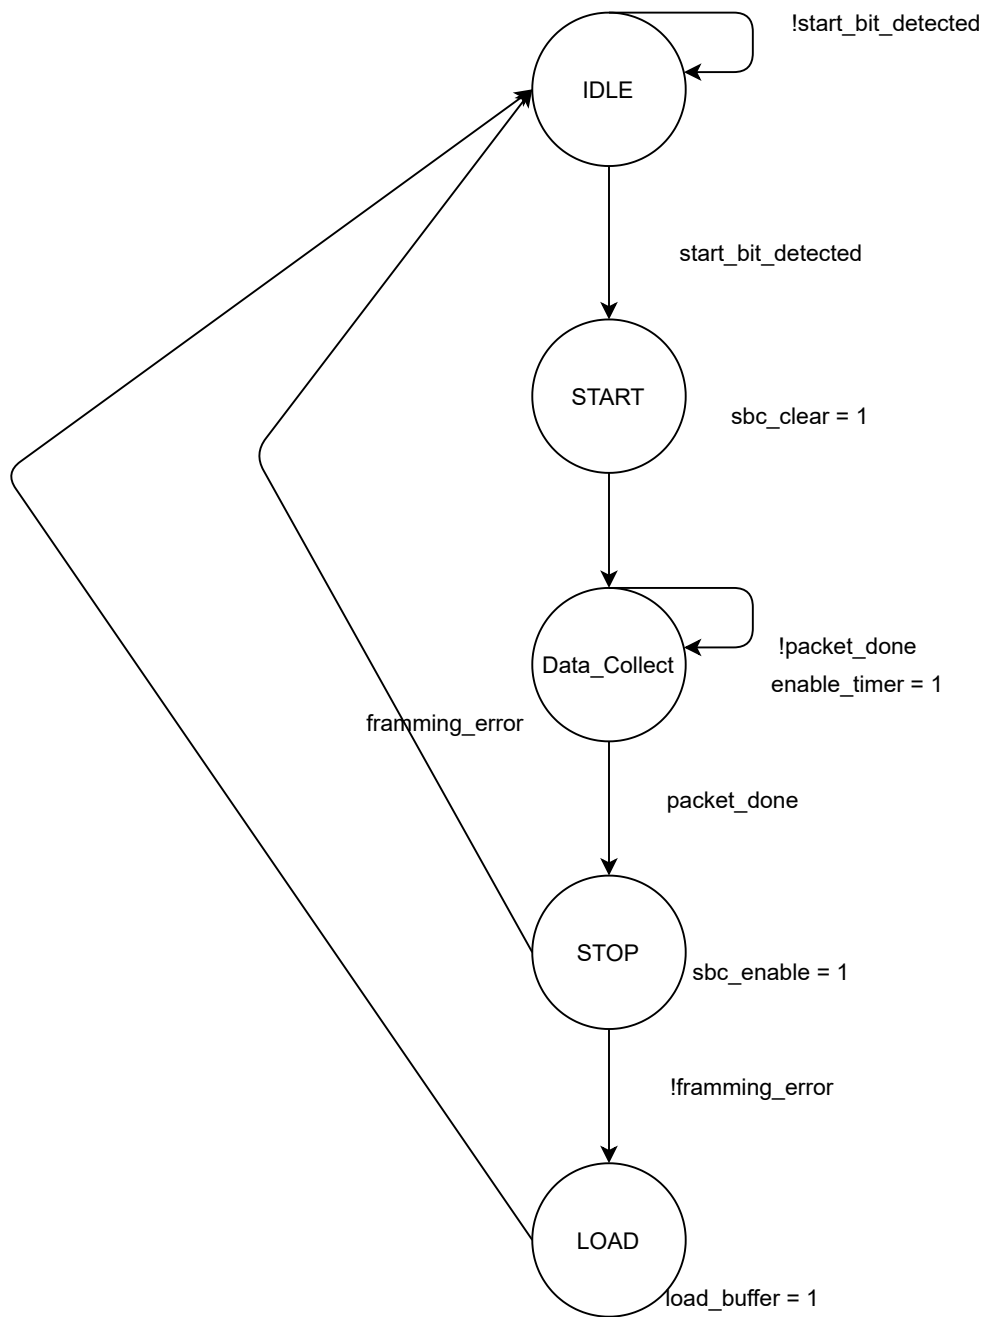 !start_bit_detected
IDLE
start_bit_detected
START
sbc_clear = 1
!packet_done
Data_Collect
enable_timer = 1
framming_error
packet_done
STOP
sbc_enable = 1
!framming_error
LOAD
load_buffer = 1